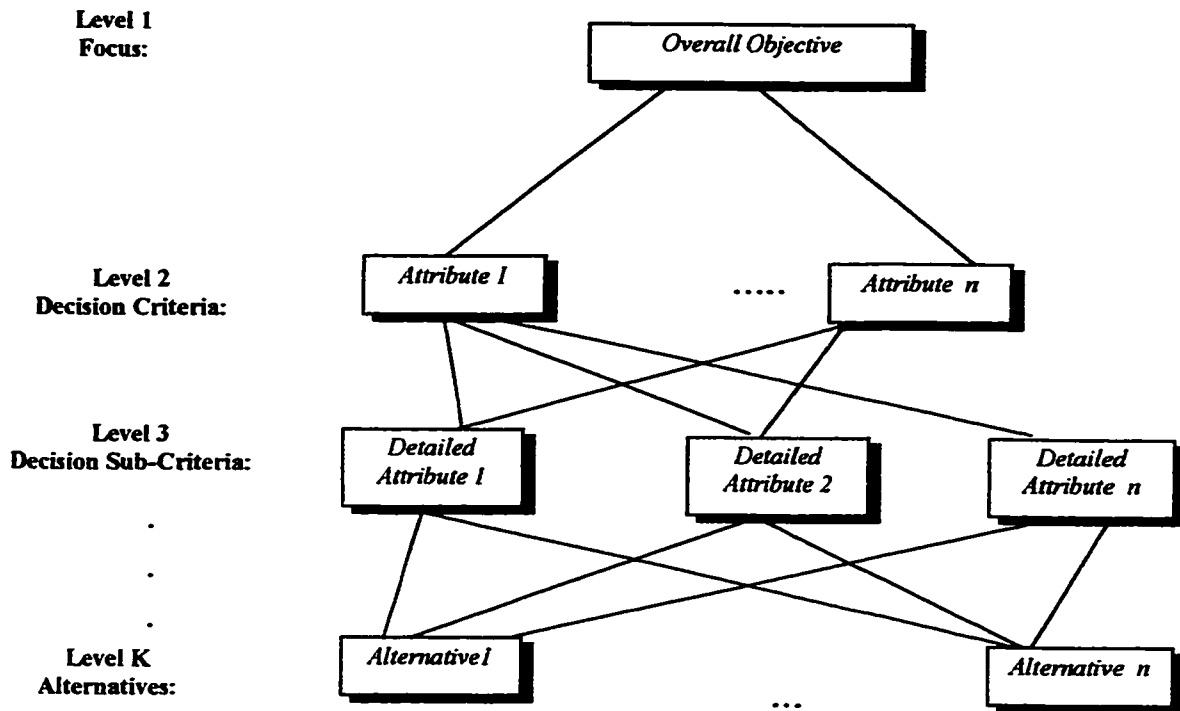 Level 1
Focus:
Overall Objective
Level 2
Decision Criteria:
Attribute 1
.....
Attribute n
Level 3
Decision Sub-Criteria:
Detailed
Attribute 1
Detailed
Attribute 2
Detailed
Attribute n
.
.
.
Level K
Alternatives:
Alternative1
...
Alternative n